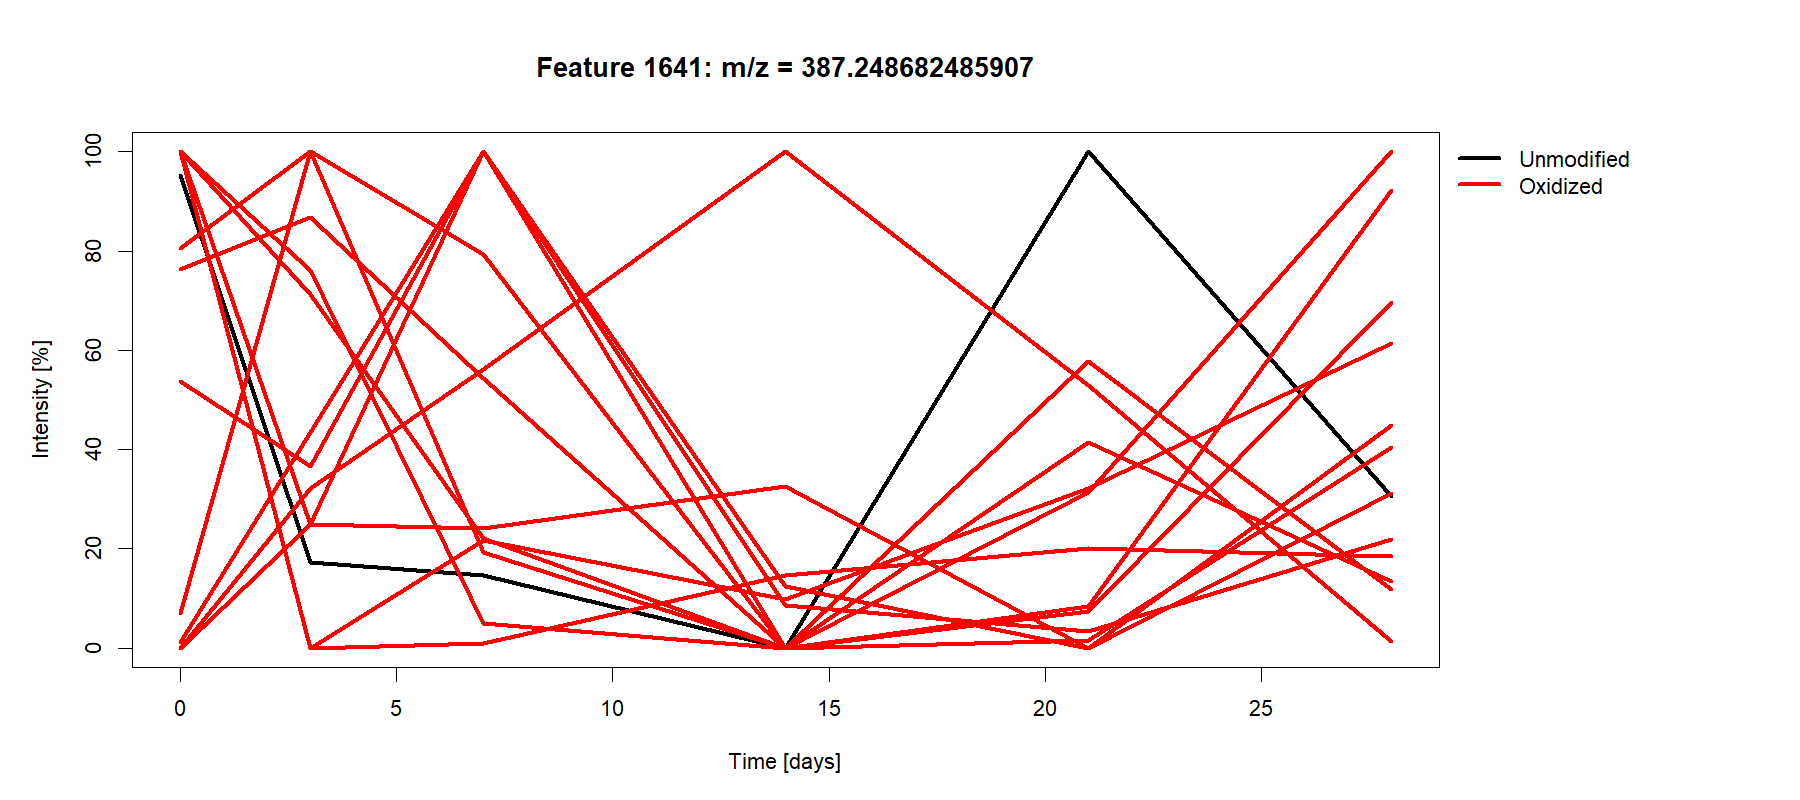 Feature 1641: m/z = 387.248682485907
Unmodified
Oxidized
Intensity [%]
100
80
60
40
20
0
0 5 10 15 20 25
Time [days]